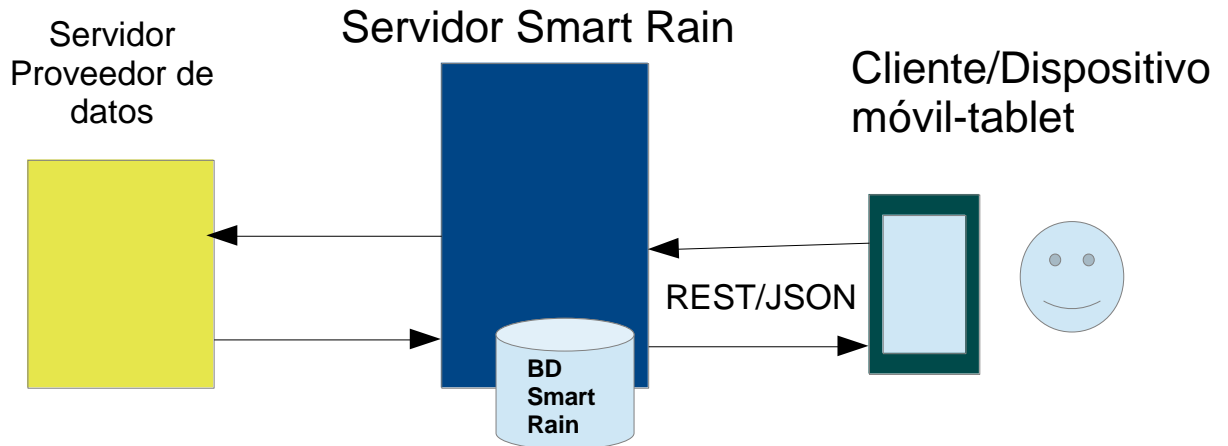 Servidor
Proveedor de
datos
Servidor Smart Rain
Cliente/Dispositivo
móvil-tablet
REST/JSON
BD
Smart
Rain